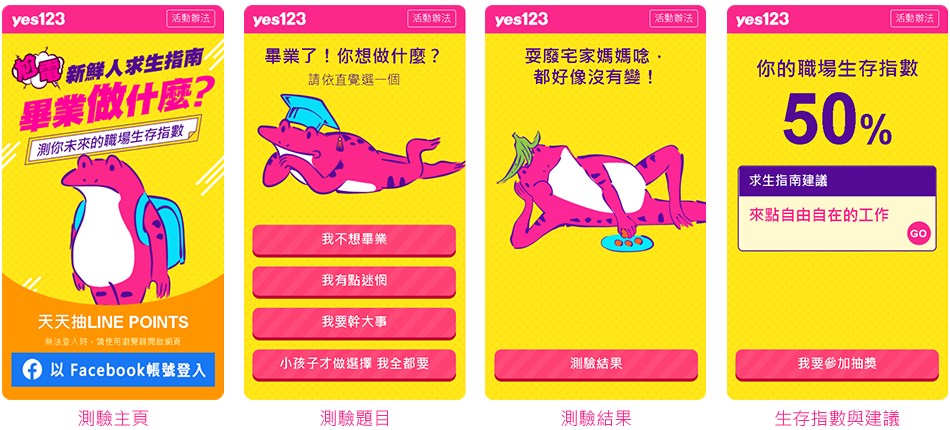 yes123
活動辦法
尬電
新鮮人求生指南
畢業做什麼?
測你未來的職場生存指數
天天抽LINE POINTS
無法登入時,請使用瀏覽器開啟網頁
以 Facebook帳號登入
測驗主頁
yes123
活動辦法
畢業了!你想做什麼?
請依直覺選一個
我不想畢業
我有點迷惘
我要幹大事
小孩子才做選擇 我全都要
測驗題目
yes123
活動辦法
耍廢宅家媽媽唸,
都好像沒有變!
測驗結果
測驗結果
yes123
活動辦法
你的職場生存指數
50%
求生指南建議
來點自由自在的工作
GO
我要參加抽獎
生存指數與建議